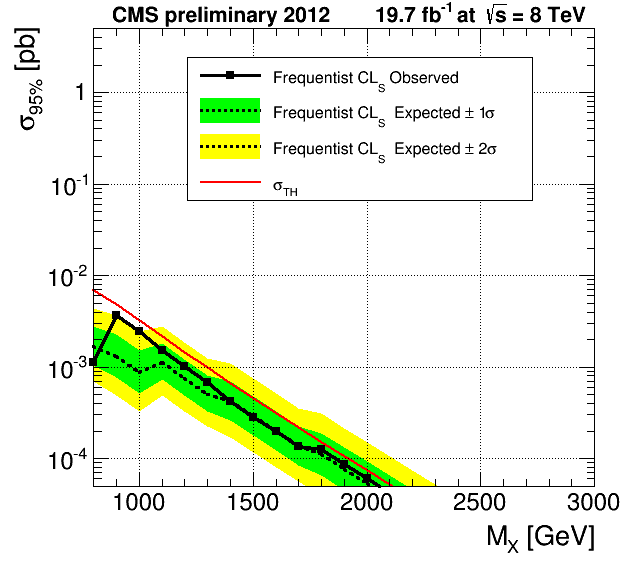 CMS preliminary 2012 19.7 fb⁻¹ at √s = 8 TeV
σ95% [pb]
Frequentist CLS Observed
Frequentist CLS Expected ± 1σ
Frequentist CLS Expected ± 2σ
σTH
1
10⁻¹
10⁻²
10⁻³
10⁻⁴
1000 1500 2000 2500 3000
MX [GeV]